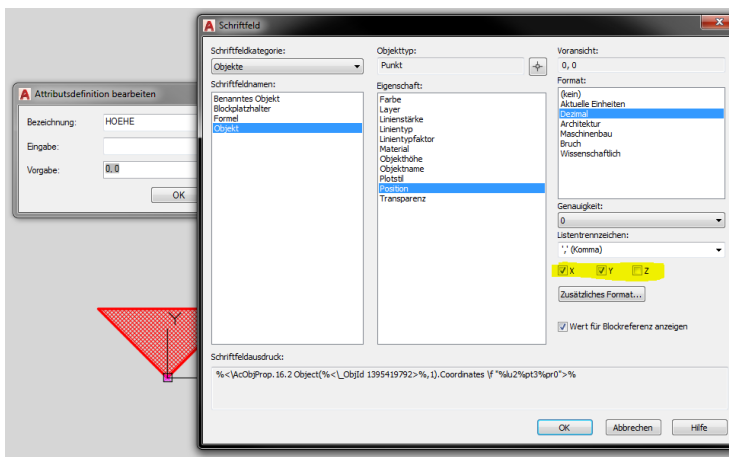 Schriftfeld
Schriftfeldkategorie:
Objekte
Schriftfeldnamen:
Benanntes Objekt
Blockplatzhalter
Formel
Objekt
Objekttyp:
Punkt
Eigenschaft:
Farbe
Layer
Linienstärke
Linientyp
Linientypfaktor
Material
Objekthöhe
Objektname
Plotstil
Position
Transparenz
Voransicht:
0, 0
Format:
(kein)
Aktuelle Einheiten
Dezimal
Architektur
Maschinenbau
Bruch
Wissenschaftlich
Genauigkeit:
0
Listentrennzeichen:
',' (Komma)
X Y Z
Zusätzliches Format...
Wert für Blockreferenz anzeigen
Schriftfeldausdruck:
%<\AcObjProp.16.2 Object(%<\_ObjId 1395419792>%,1).Coordinates \f "%lu2%pt3%pr0">%
OK Abbrechen Hilfe
Attributsdefinition bearbeiten
Bezeichnung: HOEHE
Eingabe:
Vorgabe: 0, 0
OK
Y